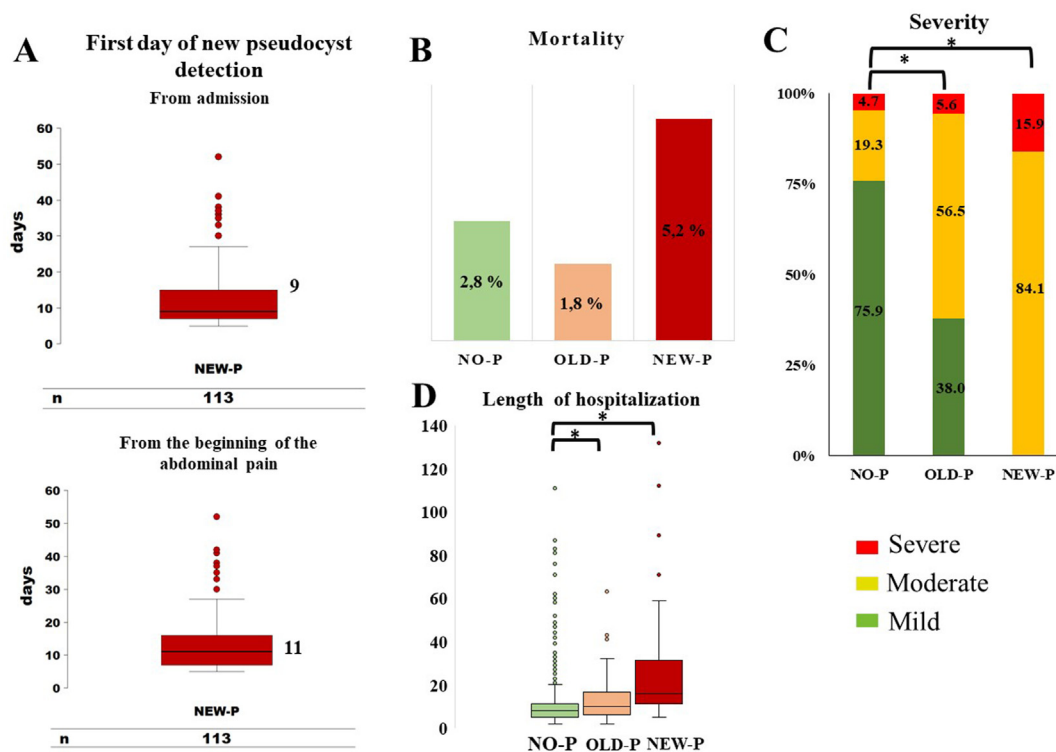 A
First day of new pseudocyst
detection
From admission
60
50
40
30
20
10
0
days
9
NEW-P
n 113
From the beginning of the
abdominal pain
60
50
40
30
20
10
0
days
11
NEW-P
n 113
B
Mortality
2,8 %
1,8 %
5,2 %
NO-P OLD-P NEW-P
D
Length of hospitalization
*
*
140
120
100
80
60
40
20
0
NO-P OLD-P NEW-P
C
Severity
*
*
100%
75%
50%
25%
0%
4.7 5.6 15.9
19.3 56.5 84.1
75.9 38.0
NO-P OLD-P NEW-P
Severe
Moderate
Mild